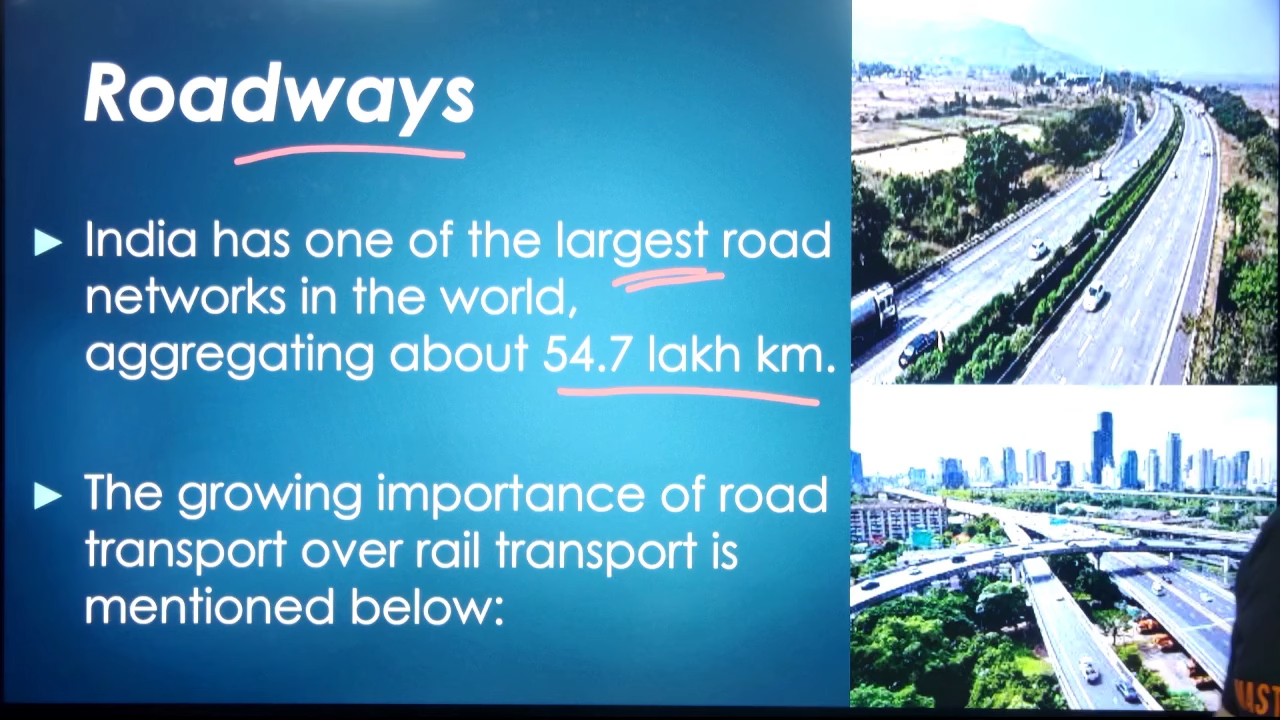 Roadways
India has one of the largest road
networks in the world,
aggregating about 54.7 lakh km.
The growing importance of road
transport over rail transport is
mentioned below: